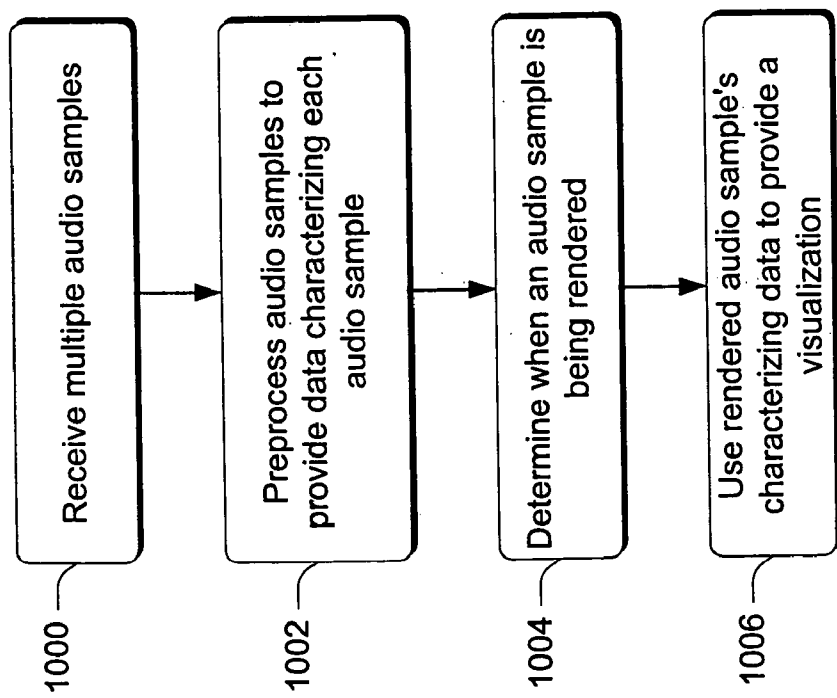 1000
Receive multiple audio samples
1002
Preprocess audio samples to
provide data characterizing each
audio sample
1004
Determine when an audio sample is
being rendered
1006
Use rendered audio sample's
characterizing data to provide a
visualization